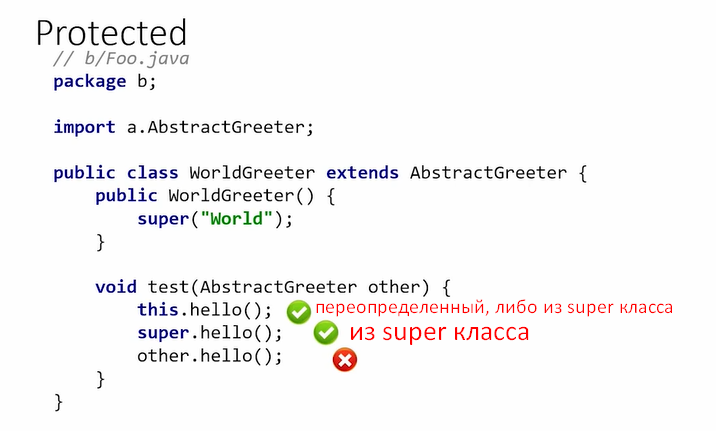 Protected
// b/Foo.java
package b;
import a.AbstractGreeter;
public class WorldGreeter extends AbstractGreeter {
public WorldGreeter() {
super("World");
}
void test(AbstractGreeter other) {
this.hello(); переопределенный, либо из super класса
super.hello(); из super класса
other.hello();
}
}